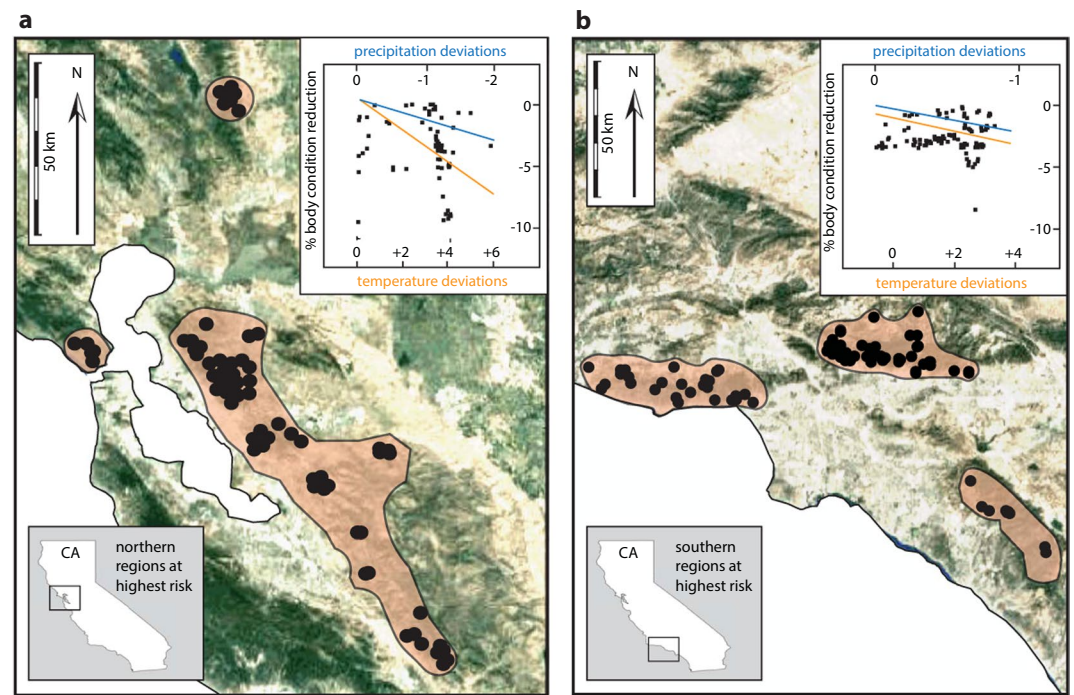 a
N
50 km
precipitation deviations
0 -1 -2
% body condition reduction
0
-5
-10
0 +2 +4 +6
temperature deviations
CA
northern
regions at
highest risk
b
N
50 km
precipitation deviations
0 -1
% body condition reduction
0
-5
-10
0 +2 +4
temperature deviations
CA
southern
regions at
highest risk